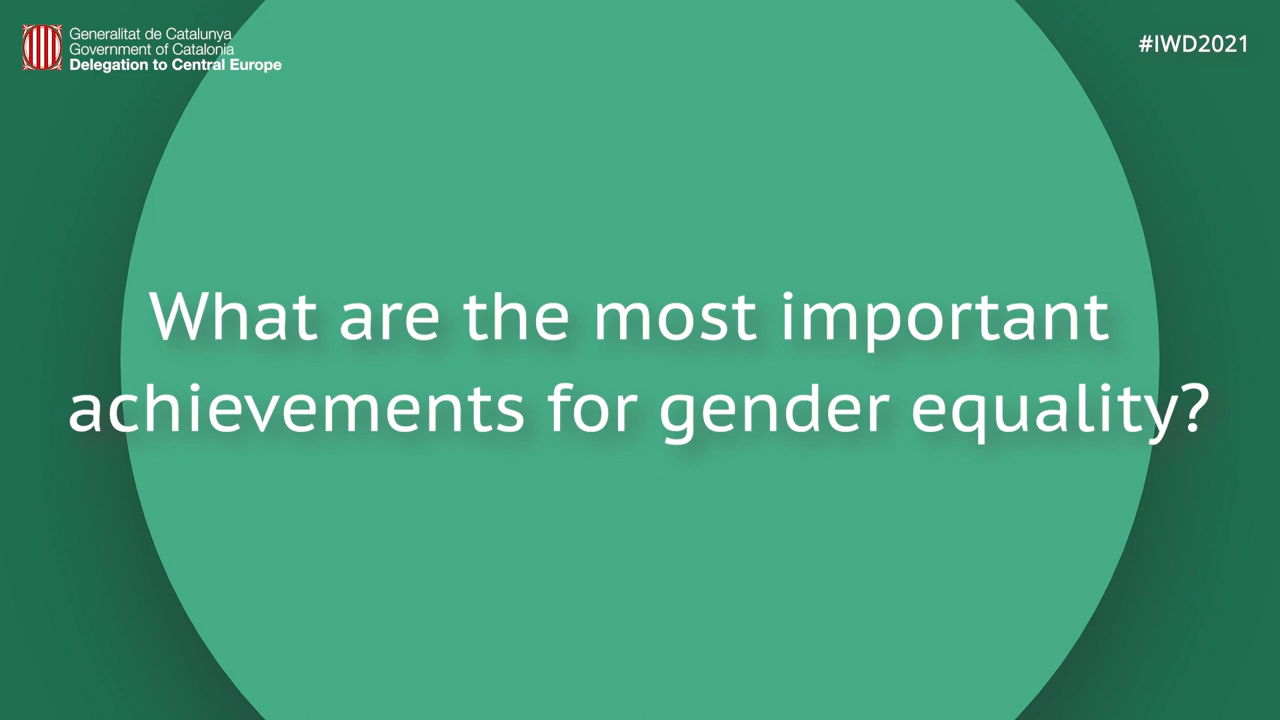 Generalitat de Catalunya
Government of Catalonia
Delegation to Central Europe
#IWD2021
What are the most important
achievements for gender equality?